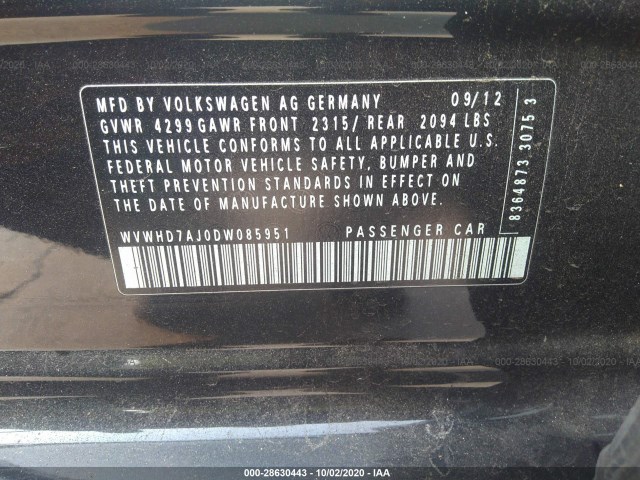 MFD BY VOLKSWAGEN AG GERMANY 09/12
GVWR 4299 GAWR FRONT 2315/ REAR 2094 LBS
THIS VEHICLE CONFORMS TO ALL APPLICABLE U.S.
FEDERAL MOTOR VEHICLE SAFETY, BUMPER AND
THEFT PREVENTION STANDARDS IN EFFECT ON
THE DATE OF MANUFACTURE SHOWN ABOVE.
WVWHD7AJ0DW085951 PASSENGER CAR
8364873 3075 3
000-28630443 - 10/02/2020 - IAA